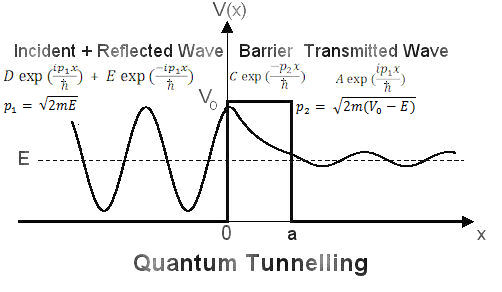 V(x)
Incident + Reflected Wave Barrier Transmitted Wave
D exp (ip₁x/ħ) + E exp (−ip₁x/ħ) C exp (−p₂x/ħ) A exp (ip₁x/ħ)
p₁ = √2mE V₀ p₂ = √2m(V₀ − E)
E
0 a x
Quantum Tunnelling